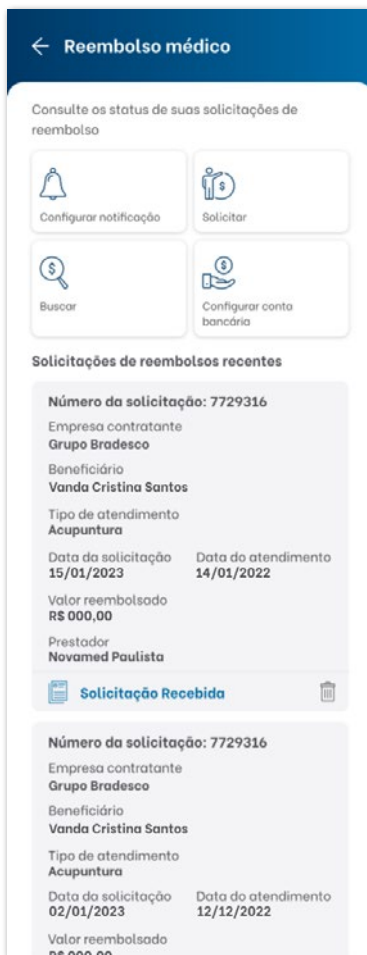 Reembolso médico
Consulte os status de suas solicitações de
reembolso
Configurar notificação
Solicitar
Buscar
Configurar conta
bancária
Solicitações de reembolsos recentes
Número da solicitação: 7729316
Empresa contratante
Grupo Bradesco
Beneficiário
Vanda Cristina Santos
Tipo de atendimento
Acupuntura
Data da solicitação Data do atendimento
15/01/2023 14/01/2022
Valor reembolsado
R$ 000,00
Prestador
Novamed Paulista
Solicitação Recebida
Número da solicitação: 7729316
Empresa contratante
Grupo Bradesco
Beneficiário
Vanda Cristina Santos
Tipo de atendimento
Acupuntura
Data da solicitação Data do atendimento
02/01/2023 12/12/2022
Valor reembolsado
R$ 000,00